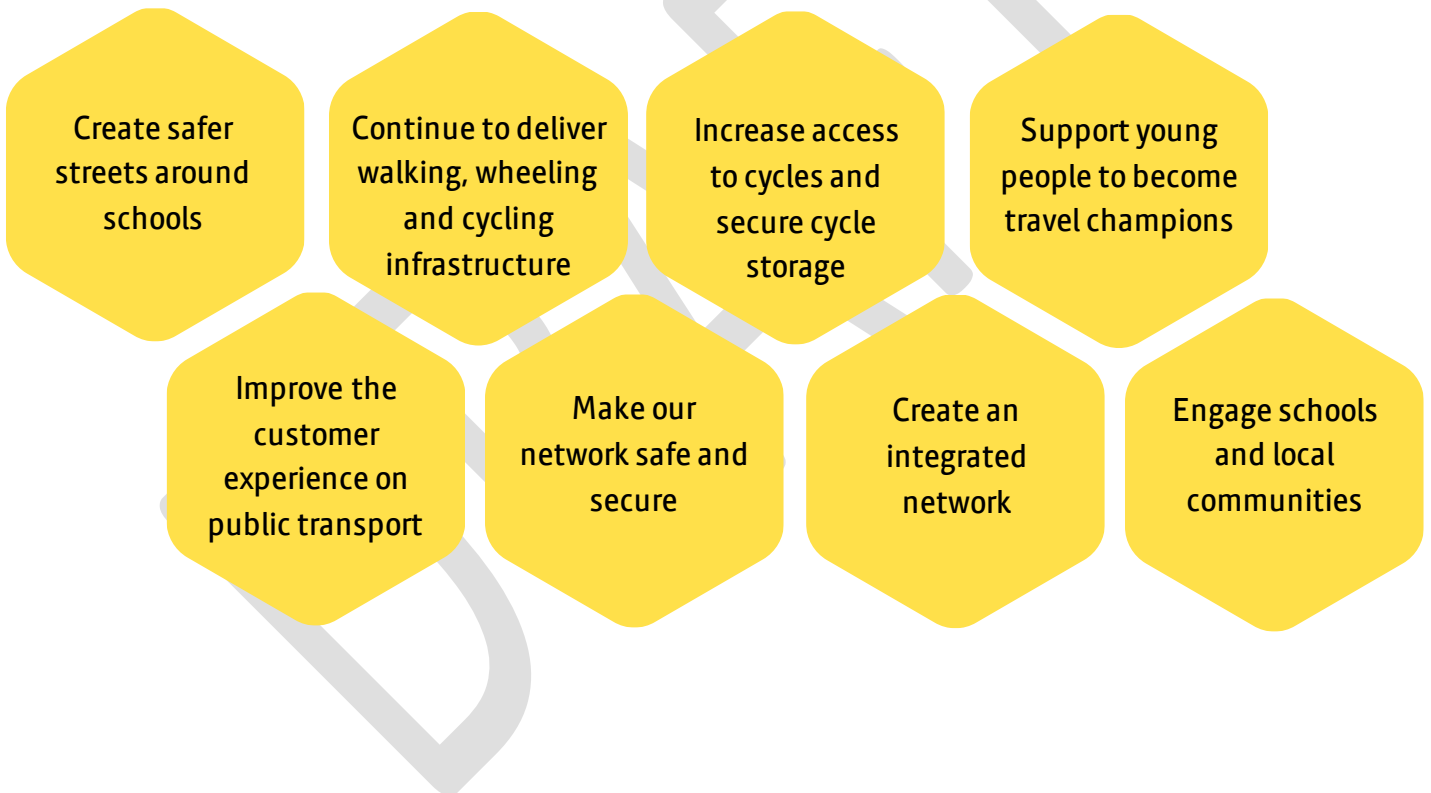 Create safer
streets around
schools
Continue to deliver
walking, wheeling
and cycling
infrastructure
Increase access
to cycles and
secure cycle
storage
Support young
people to become
travel champions
Improve the
customer
experience on
public transport
Make our
network safe and
secure
Create an
integrated
network
Engage schools
and local
communities